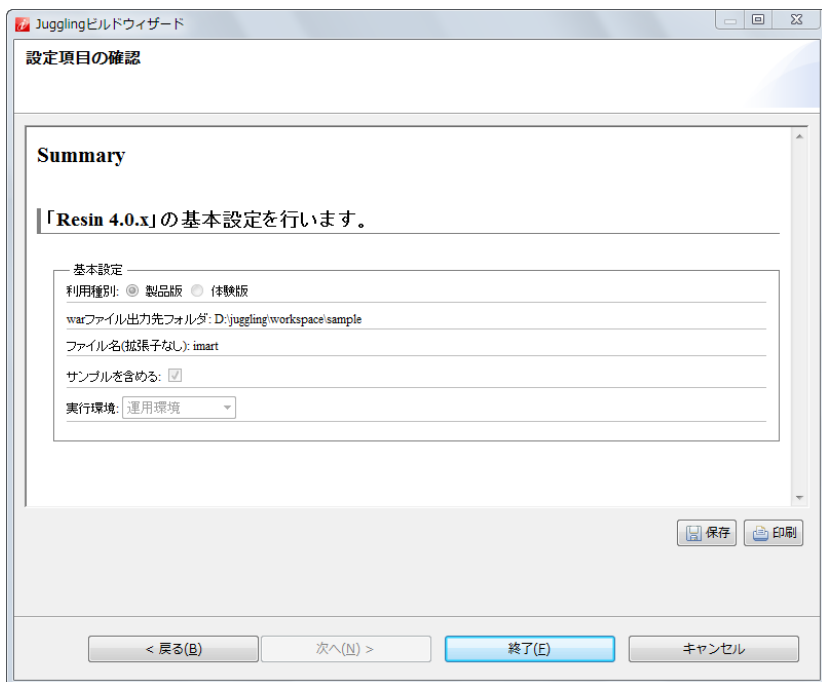 Jugglingビルドウィザード
設定項目の確認
Summary
「Resin 4.0.x」の基本設定を行います。
基本設定
利用種別: 製品版 体験版
warファイル出力先フォルダ: D:\juggling\workspace\sample
ファイル名(拡張子なし): imart
サンプルを含める:
実行環境: 運用環境
保存 印刷
< 戻る(B) 次へ(N) > 終了(F) キャンセル